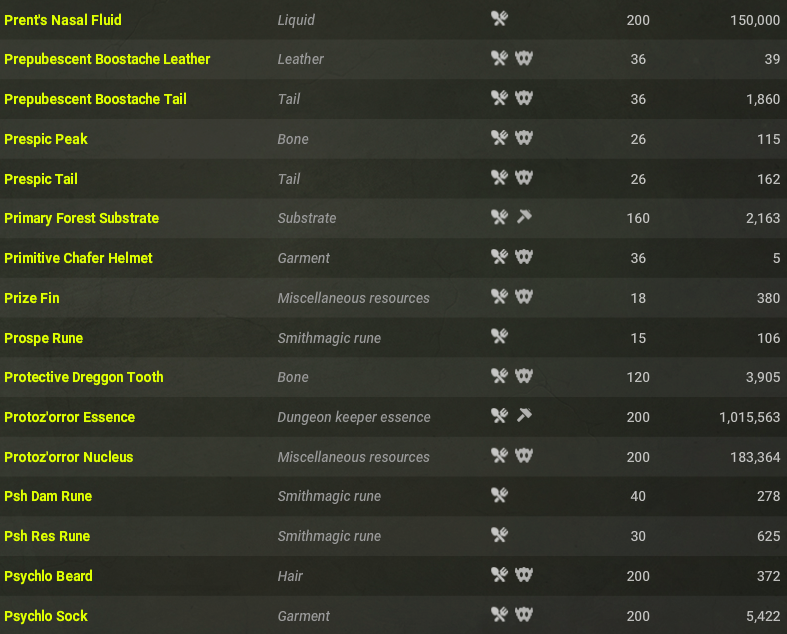 Prent's Nasal Fluid Liquid 200 150,000
Prepubescent Boostache Leather Leather 36 39
Prepubescent Boostache Tail Tail 36 1,860
Prespic Peak Bone 26 115
Prespic Tail Tail 26 162
Primary Forest Substrate Substrate 160 2,163
Primitive Chafer Helmet Garment 36 5
Prize Fin Miscellaneous resources 18 380
Prospe Rune Smithmagic rune 15 106
Protective Dreggon Tooth Bone 120 3,905
Protoz'orror Essence Dungeon keeper essence 200 1,015,563
Protoz'orror Nucleus Miscellaneous resources 200 183,364
Psh Dam Rune Smithmagic rune 40 278
Psh Res Rune Smithmagic rune 30 625
Psychlo Beard Hair 200 372
Psychlo Sock Garment 200 5,422